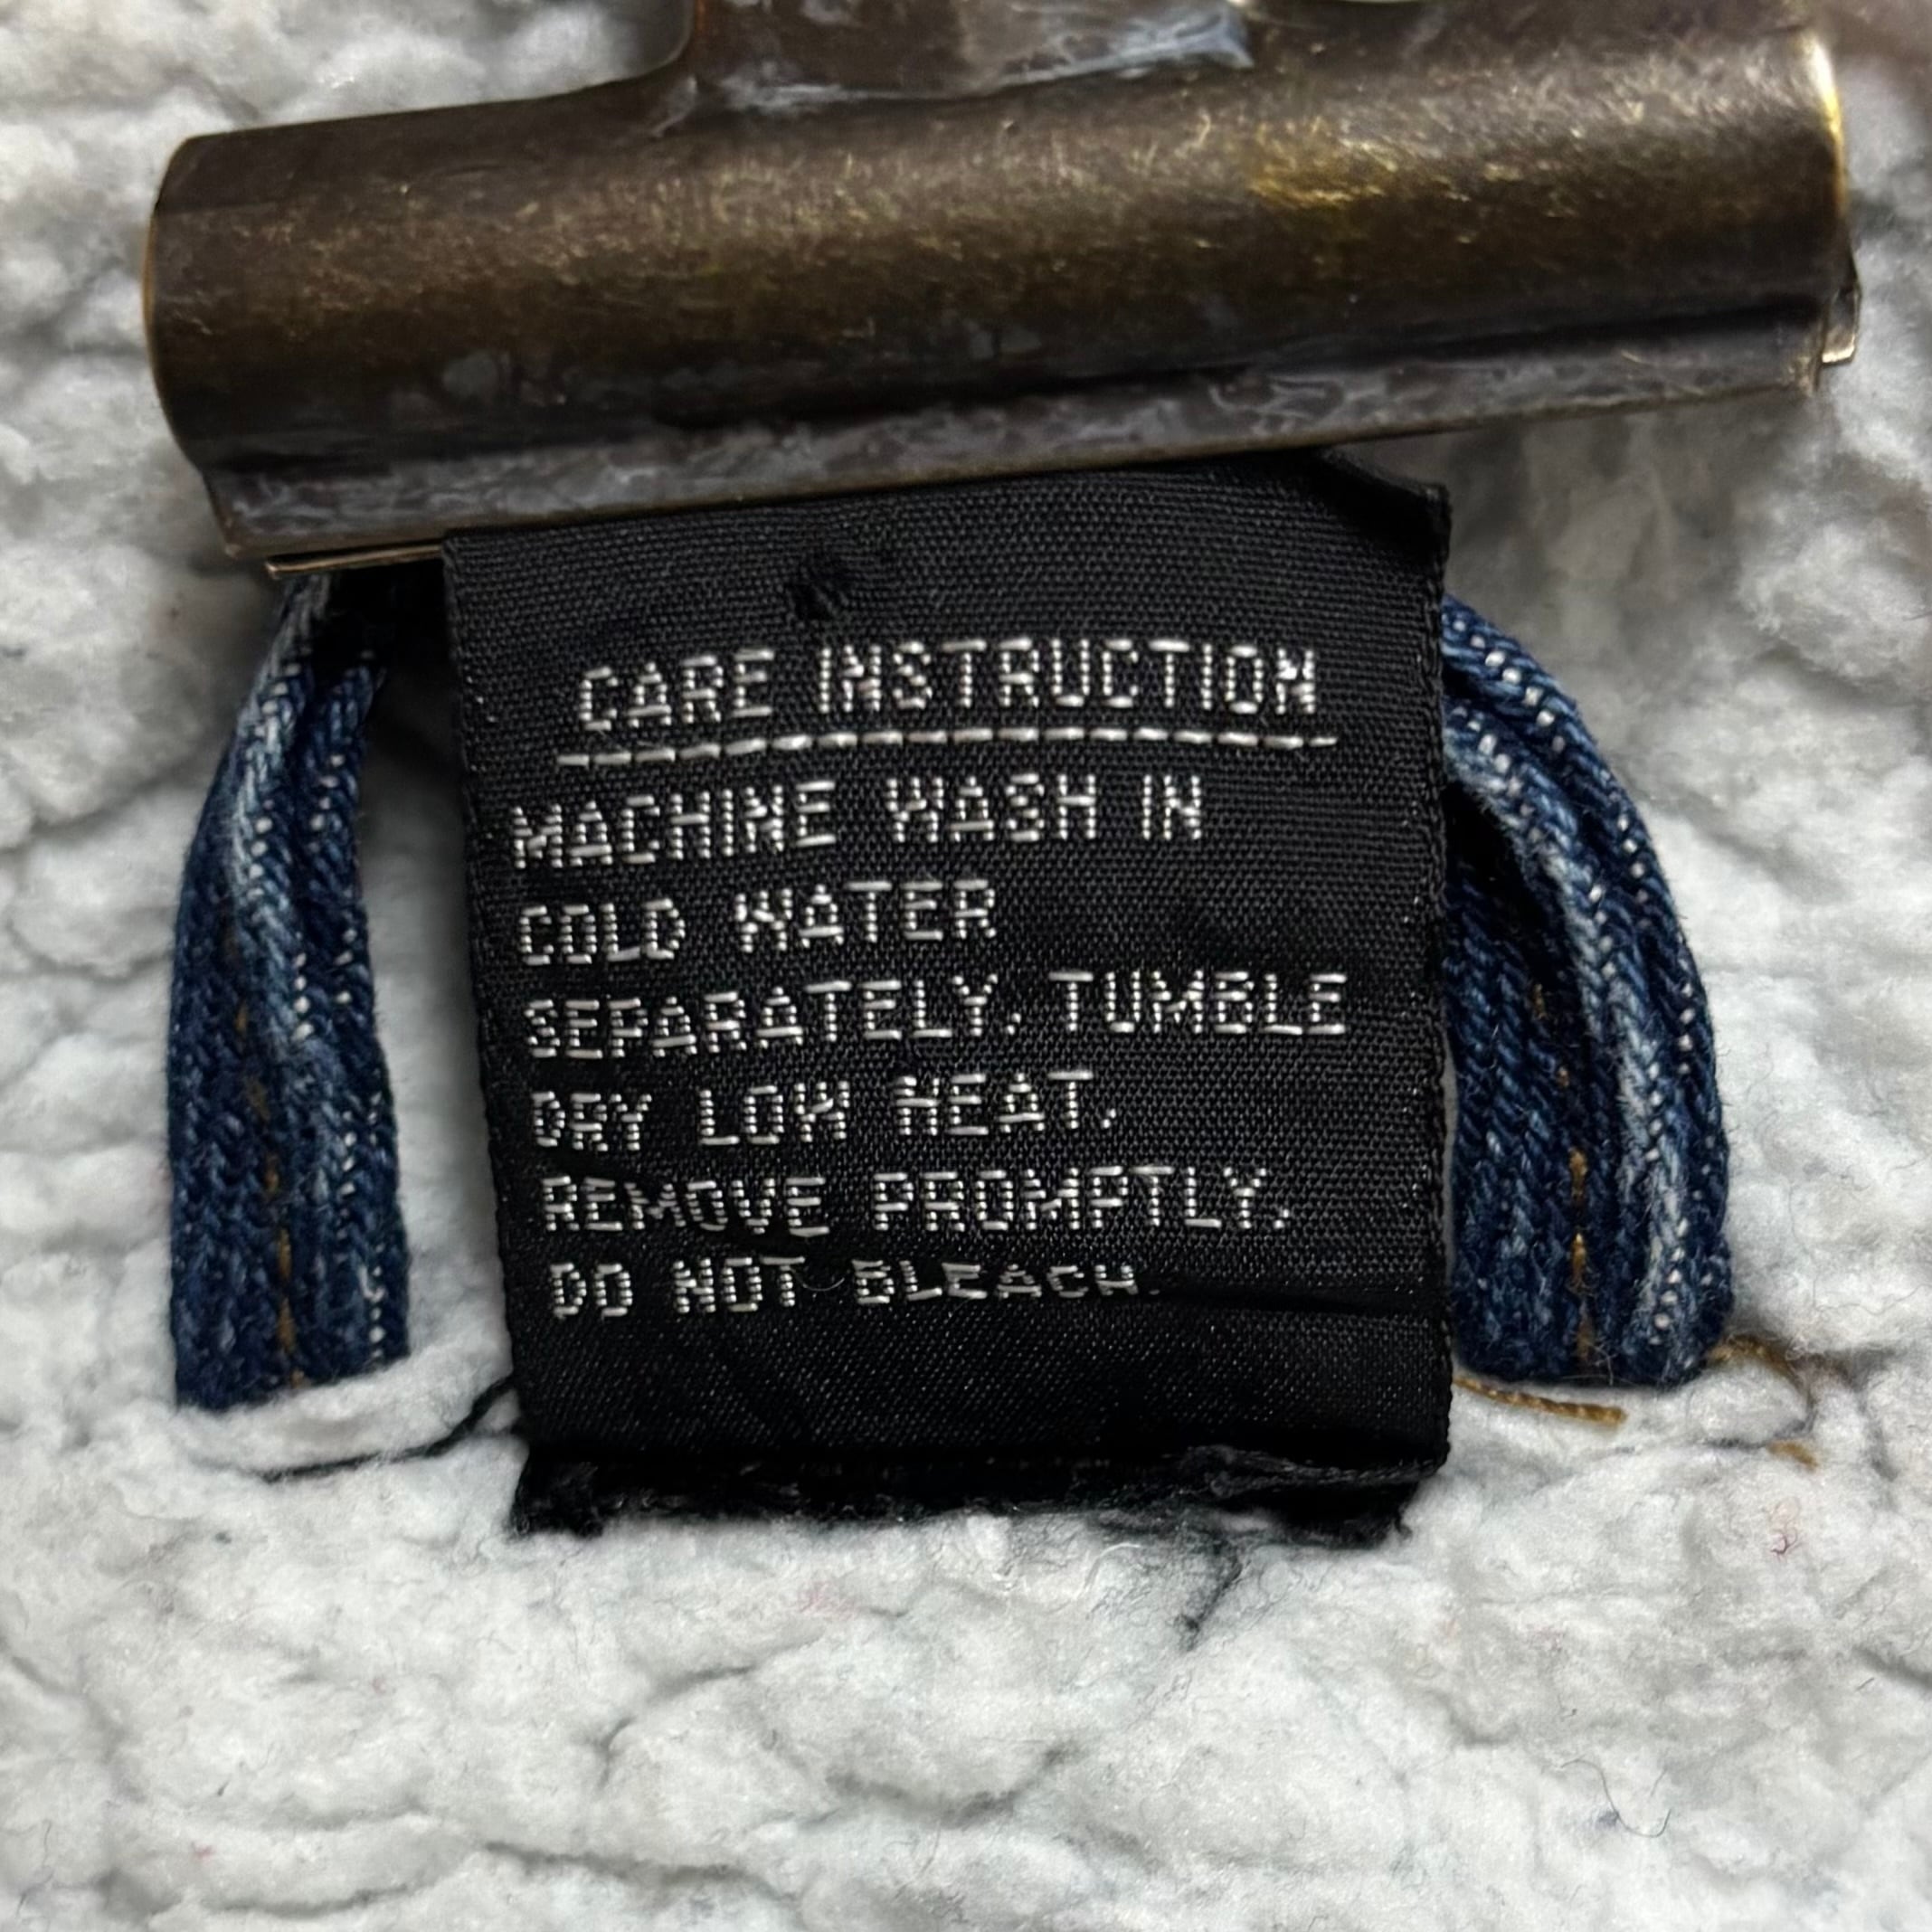 CARE INSTRUCTION
MACHINE WASH IN
COLD WATER
SEPARATELY. TUMBLE
DRY LOW HEAT.
REMOVE PROMPTLY.
DO NOT BLEACH.